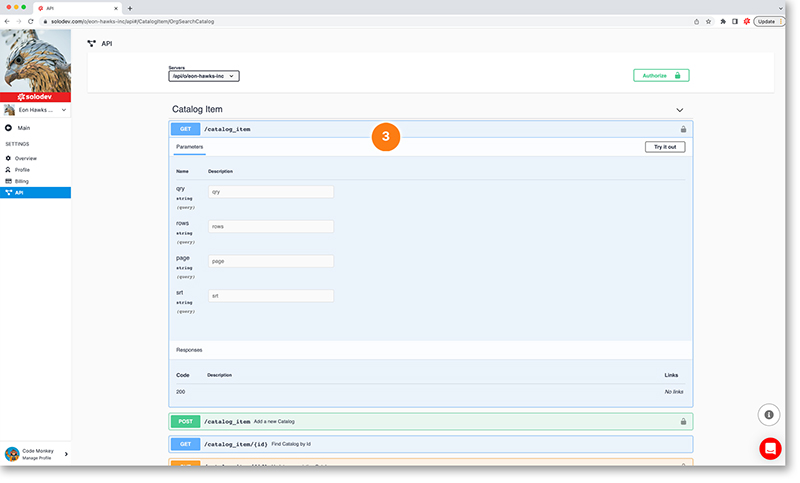 API
solodev.com/o/eon-hawks-inc/api#/CatalogItem/OrgSearchCatalog
Update
solodev
Eon Hawks ...
Main
SETTINGS
Overview
Profile
Billing
API
Code Monkey
Manage Profile
API
Servers
/api/o/eon-hawks-inc
Authorize
Catalog Item
GET /catalog_item
3
Parameters
Try it out
Name Description
qry
string
(query)
qry
rows
string
(query)
rows
page
string
(query)
page
srt
string
(query)
srt
Responses
Code Description Links
200 No links
POST /catalog_item Add a new Catalog
GET /catalog_item/{id} Find Catalog by Id